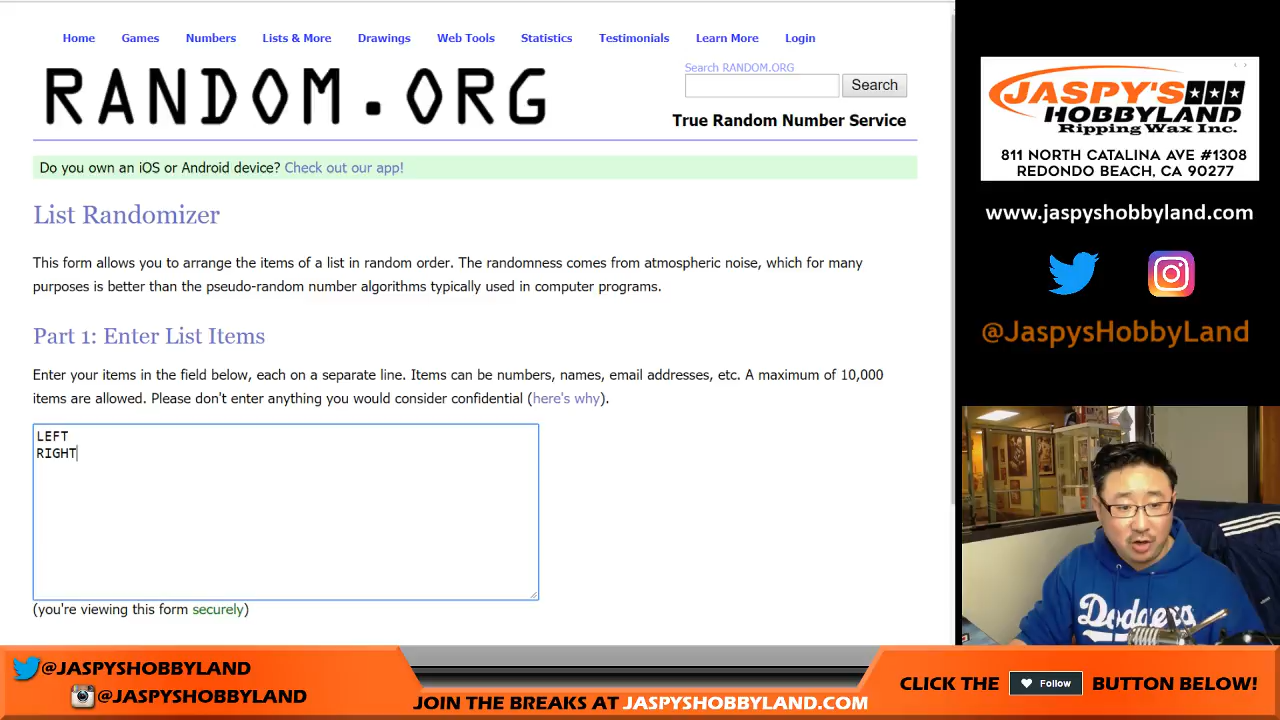 Home Games Numbers Lists & More Drawings Web Tools Statistics Testimonials Learn More Login
RANDOM.ORG
Search RANDOM.ORG
Search
True Random Number Service
Do you own an iOS or Android device? Check out our app!
List Randomizer
This form allows you to arrange the items of a list in random order. The randomness comes from atmospheric noise, which for many
purposes is better than the pseudo-random number algorithms typically used in computer programs.
Part 1: Enter List Items
Enter your items in the field below, each on a separate line. Items can be numbers, names, email addresses, etc. A maximum of 10,000
items are allowed. Please don't enter anything you would consider confidential (here's why).
LEFT
RIGHT
(you're viewing this form securely)
JASPY'S
HOBBYLAND
Ripping Wax Inc.
811 NORTH CATALINA AVE #1308
REDONDO BEACH, CA 90277
www.jaspyshobbyland.com
@JaspysHobbyLand
Dodgers
@JASPYSHOBBYLAND
@JASPYSHOBBYLAND
JOIN THE BREAKS AT JASPYSHOBBYLAND.COM
CLICK THE Follow BUTTON BELOW!